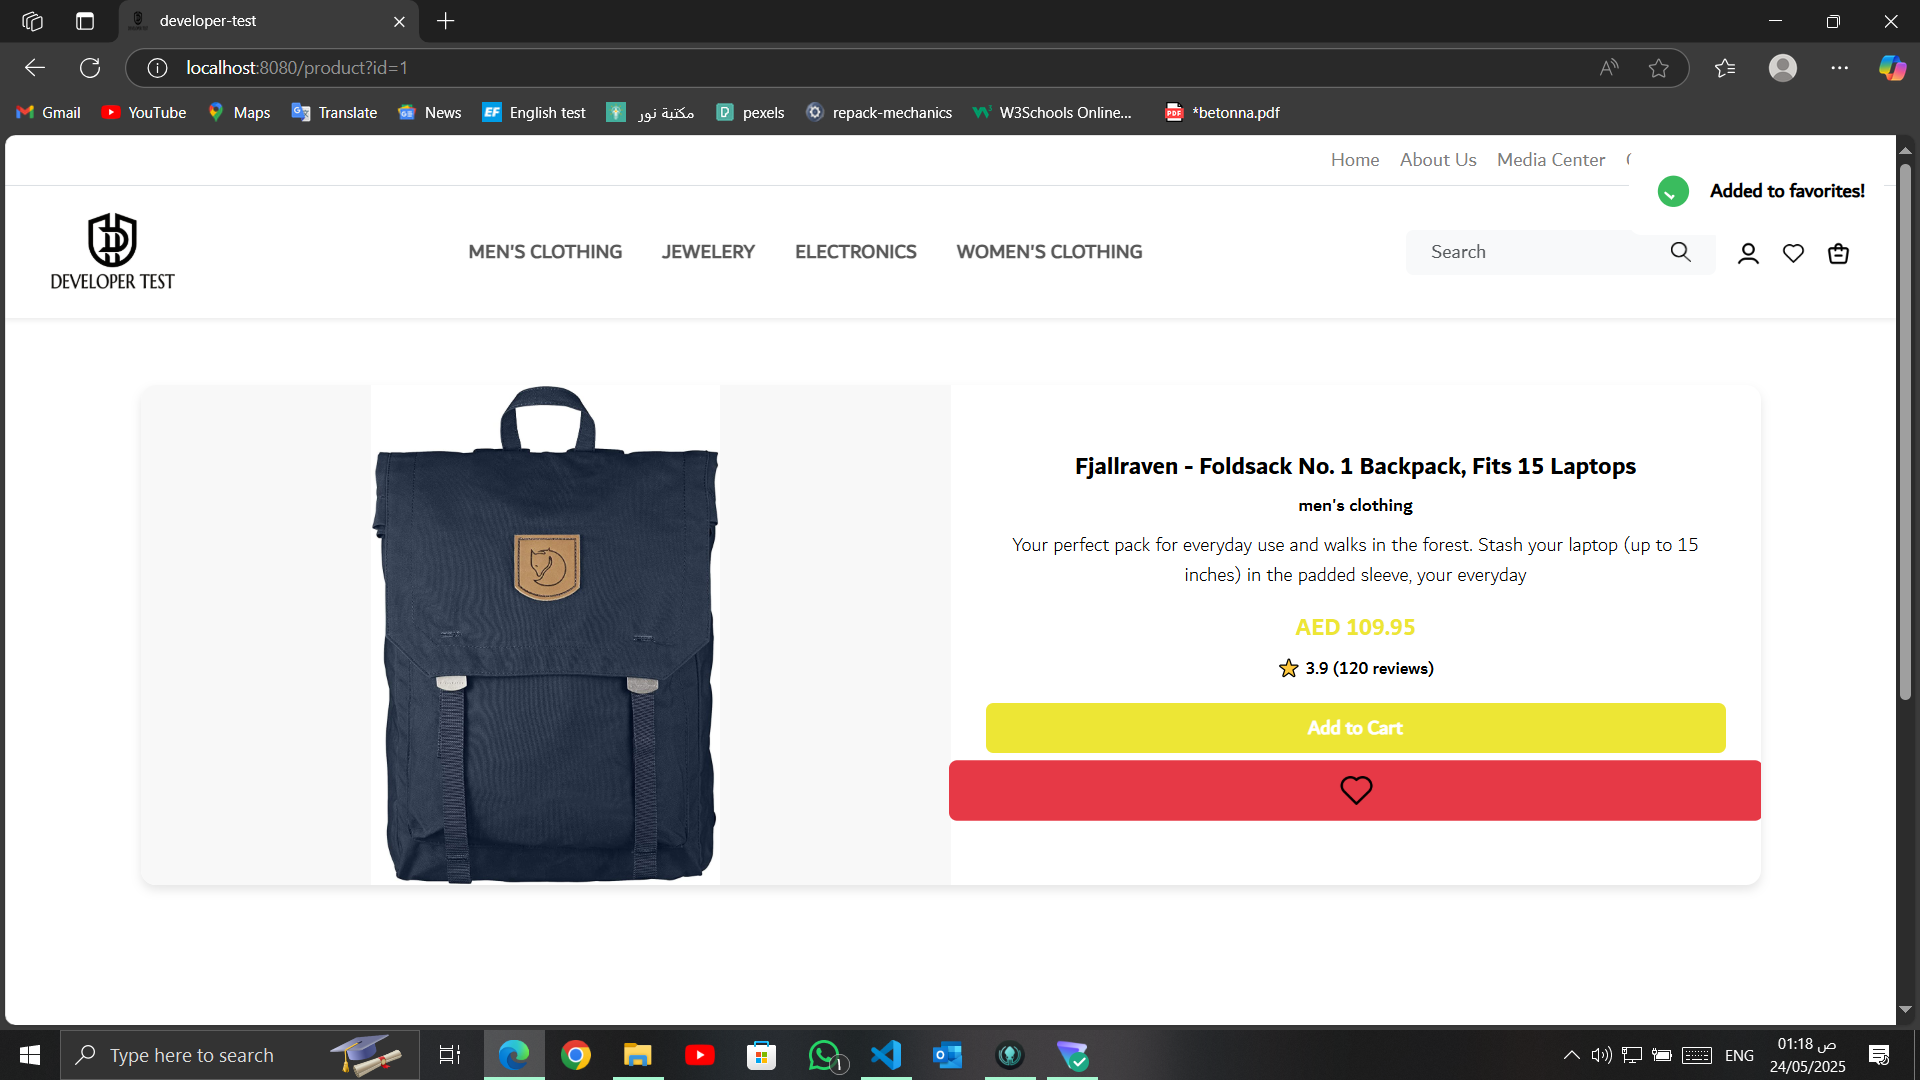 developer-test
localhost:8080/product?id=1
Gmail
YouTube
Maps
Translate
News
EF
English test
مكتبة نور
pexels
repack-mechanics
W3Schools Online...
PDF
*betonna.pdf
Home
About Us
Media Center
Added to favorites!
DEVELOPER TEST
MEN'S CLOTHING
JEWELERY
ELECTRONICS
WOMEN'S CLOTHING
Search
Fjallraven - Foldsack No. 1 Backpack, Fits 15 Laptops
men's clothing
Your perfect pack for everyday use and walks in the forest. Stash your laptop (up to 15
inches) in the padded sleeve, your everyday
AED 109.95
3.9 (120 reviews)
Add to Cart
Type here to search
1
ENG
01:18 ص
24/05/2025